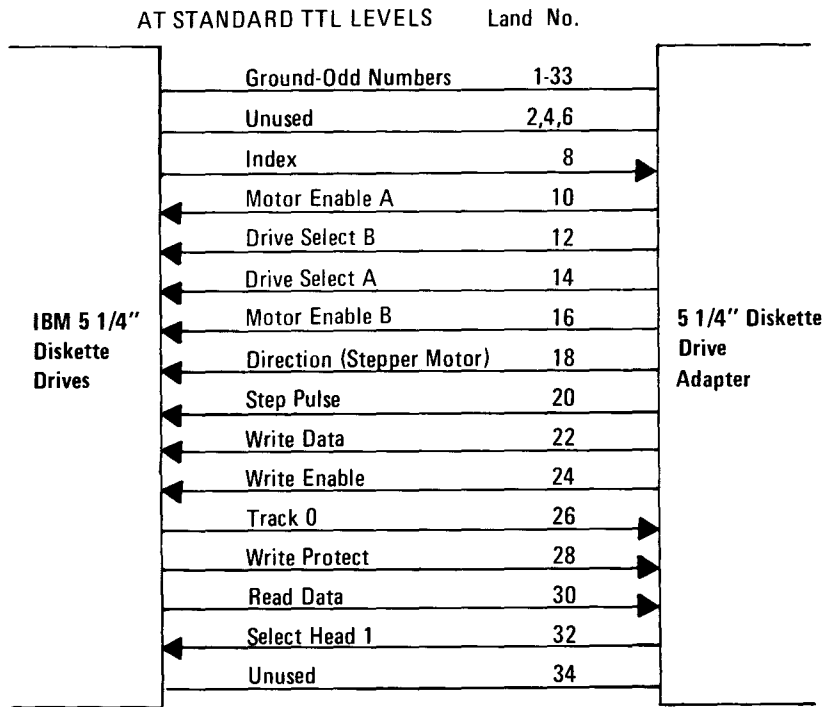 AT STANDARD TTL LEVELS Land No.
Ground-Odd Numbers 1-33
Unused 2,4,6
Index 8
Motor Enable A 10
Drive Select B 12
Drive Select A 14
Motor Enable B 16
Direction (Stepper Motor) 18
Step Pulse 20
Write Data 22
Write Enable 24
Track 0 26
Write Protect 28
Read Data 30
Select Head 1 32
Unused 34
IBM 5 1/4"
Diskette
Drives
5 1/4" Diskette
Drive
Adapter